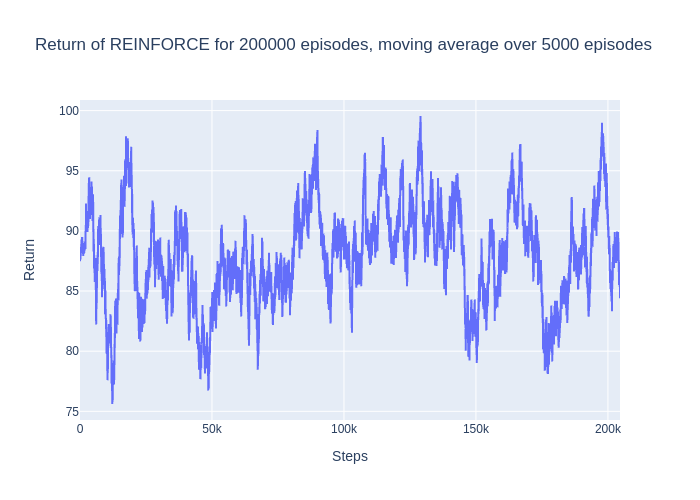 Return of REINFORCE for 200000 episodes, moving average over 5000 episodes
100
95
90
85
80
75
Return
0
50k
100k
150k
200k
Steps